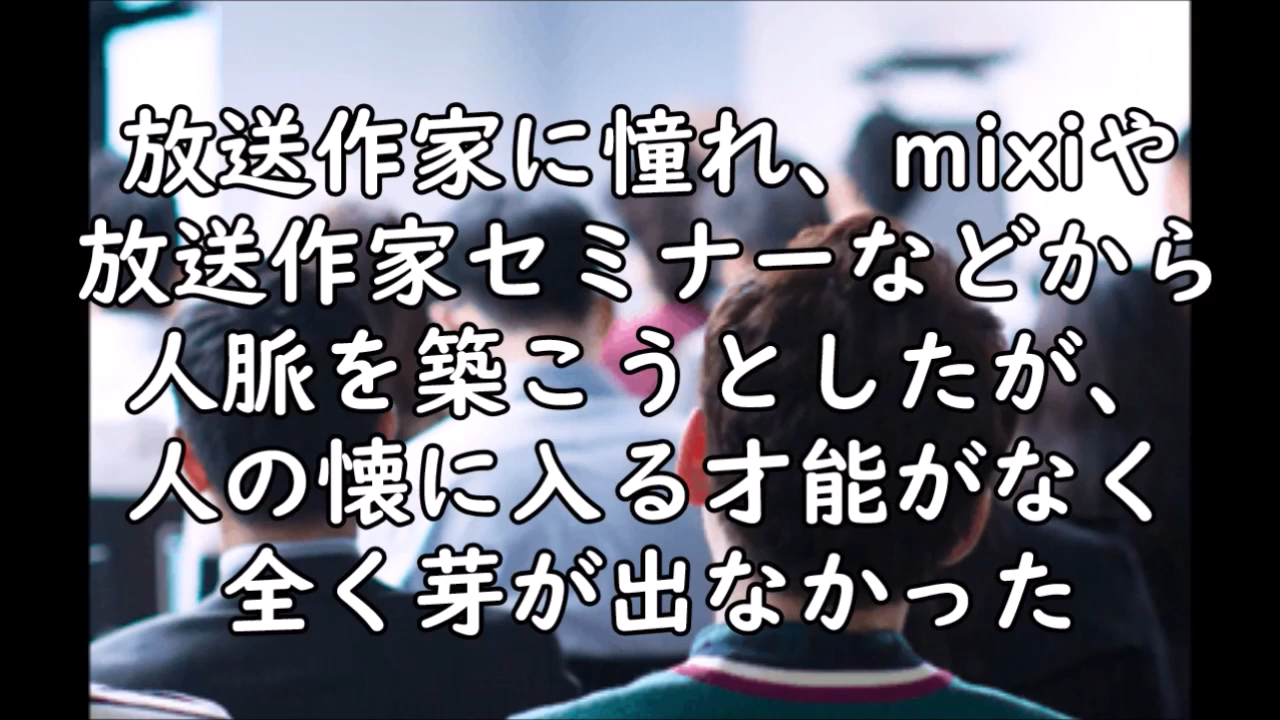 放送作家に憧れ、mixiや
放送作家セミナーなどから
人脈を築こうとしたが、
人の懐に入る才能がなく
全く芽が出なかった